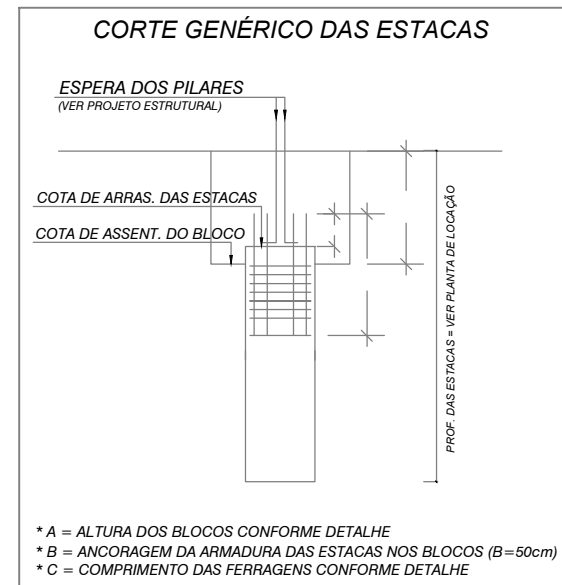 CORTE GENÉRICO DAS ESTACAS
ESPERA DOS PILARES
(VER PROJETO ESTRUTURAL)
COTA DE ARRAS. DAS ESTACAS
COTA DE ASSENT. DO BLOCO
PROF. DAS ESTACAS = VER PLANTA DE LOCAÇÃO
* A = ALTURA DOS BLOCOS CONFORME DETALHE
* B = ANCORAGEM DA ARMADURA DAS ESTACAS NOS BLOCOS (B=50cm)
* C = COMPRIMENTO DAS FERRAGENS CONFORME DETALHE